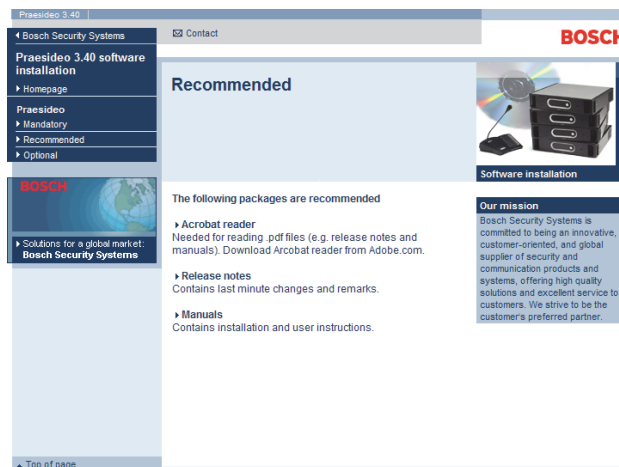 Praesideo 3.40
Bosch Security Systems
Praesideo 3.40 software
installation
Homepage
Praesideo
Mandatory
Recommended
Optional
BOSCH
Solutions for a global market:
Bosch Security Systems
Top of page
Contact
Recommended
The following packages are recommended
Acrobat reader
Needed for reading .pdf files (e.g. release notes and
manuals). Download Arcobat reader from Adobe.com.
Release notes
Contains last minute changes and remarks.
Manuals
Contains installation and user instructions.
BOSCH
Software installation
Our mission
Bosch Security Systems is
committed to being an innovative,
customer-oriented, and global
supplier of security and
communication products and
systems, offering high quality
solutions and excellent service to
customers. We strive to be the
customer's preferred partner.